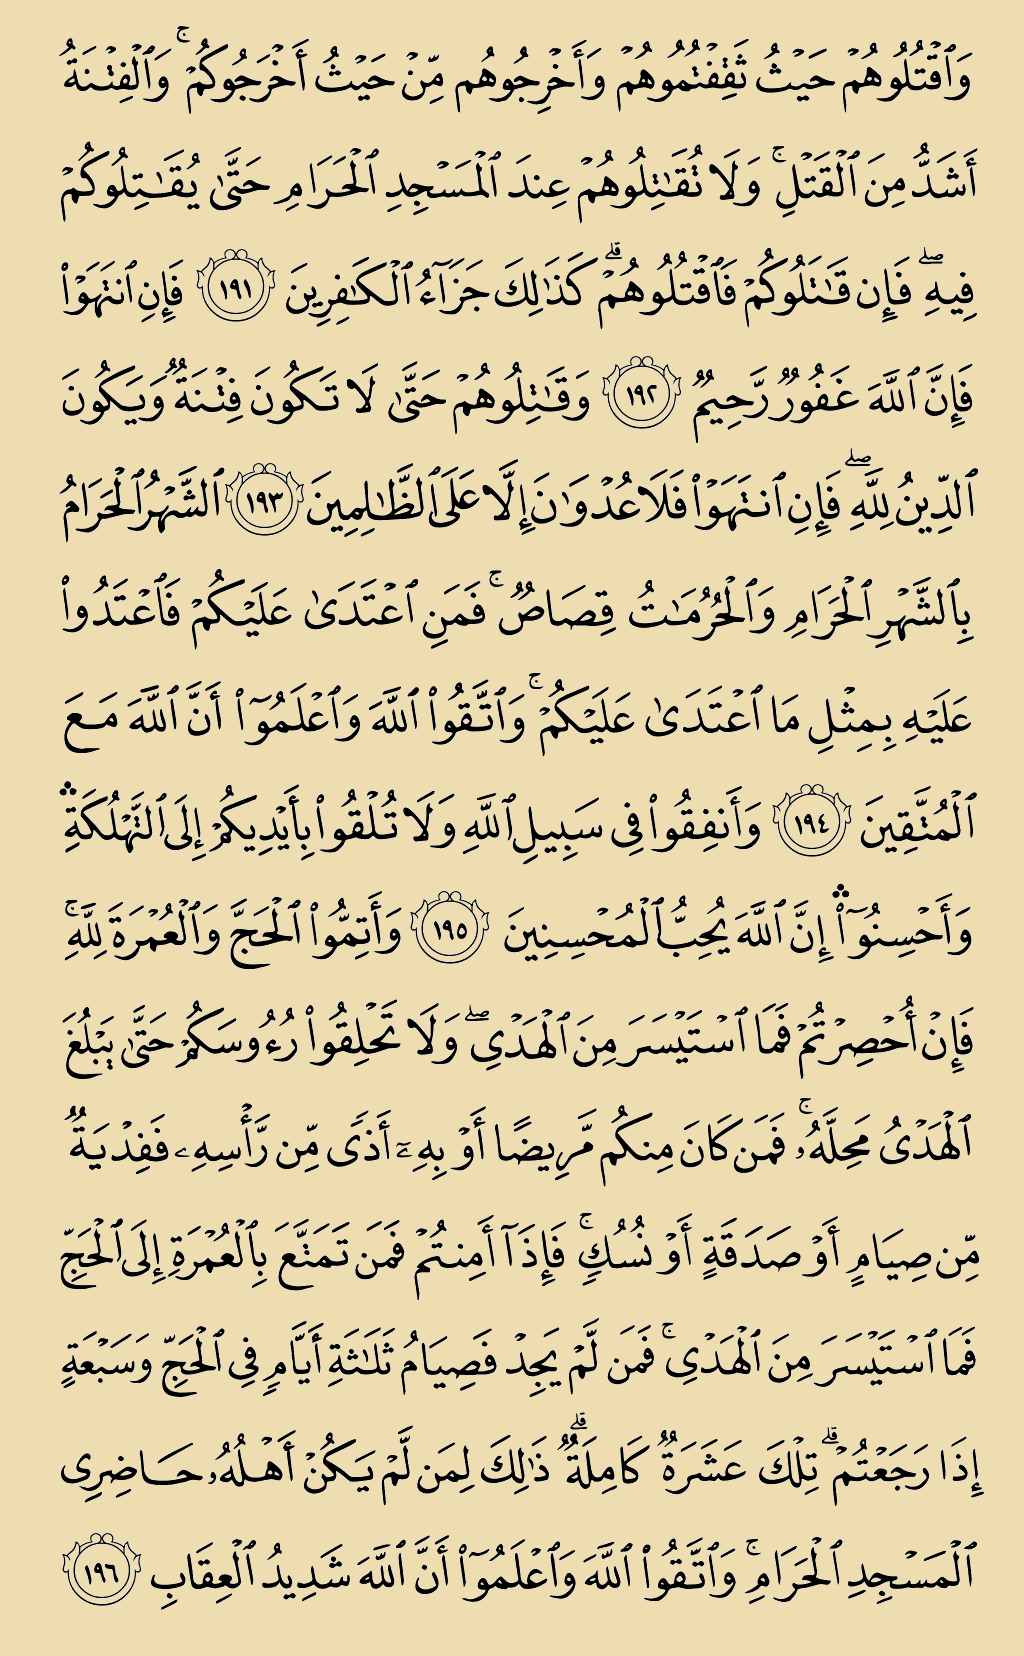 وَٱقۡتُلُوهُمۡ حَيۡثُ ثَقِفۡتُمُوهُمۡ وَأَخۡرِجُوهُم مِّنۡ حَيۡثُ أَخۡرَجُوكُمۡۚ وَٱلۡفِتۡنَةُ
أَشَدُّ مِنَ ٱلۡقَتۡلِۚ وَلَا تُقَٰتِلُوهُمۡ عِندَ ٱلۡمَسۡجِدِ ٱلۡحَرَامِ حَتَّىٰ يُقَٰتِلُوكُمۡ
فِيهِۖ فَإِن قَٰتَلُوكُمۡ فَٱقۡتُلُوهُمۡۗ كَذَٰلِكَ جَزَآءُ ٱلۡكَٰفِرِينَ ١٩١ فَإِنِ ٱنتَهَوۡاْ
فَإِنَّ ٱللَّهَ غَفُورٞ رَّحِيمٞ ١٩٢ وَقَٰتِلُوهُمۡ حَتَّىٰ لَا تَكُونَ فِتۡنَةٞ وَيَكُونَ
ٱلدِّينُ لِلَّهِۖ فَإِنِ ٱنتَهَوۡاْ فَلَا عُدۡوَٰنَ إِلَّا عَلَى ٱلظَّٰلِمِينَ ١٩٣ ٱلشَّهۡرُ ٱلۡحَرَامُ
بِٱلشَّهۡرِ ٱلۡحَرَامِ وَٱلۡحُرُمَٰتُ قِصَاصٞۚ فَمَنِ ٱعۡتَدَىٰ عَلَيۡكُمۡ فَٱعۡتَدُواْ
عَلَيۡهِ بِمِثۡلِ مَا ٱعۡتَدَىٰ عَلَيۡكُمۡۚ وَٱتَّقُواْ ٱللَّهَ وَٱعۡلَمُوٓاْ أَنَّ ٱللَّهَ مَعَ
ٱلۡمُتَّقِينَ ١٩٤ وَأَنفِقُواْ فِي سَبِيلِ ٱللَّهِ وَلَا تُلۡقُواْ بِأَيۡدِيكُمۡ إِلَى ٱلتَّهۡلُكَةِۛ
وَأَحۡسِنُوٓاْۛ إِنَّ ٱللَّهَ يُحِبُّ ٱلۡمُحۡسِنِينَ ١٩٥ وَأَتِمُّواْ ٱلۡحَجَّ وَٱلۡعُمۡرَةَ لِلَّهِۚ
فَإِنۡ أُحۡصِرۡتُمۡ فَمَا ٱسۡتَيۡسَرَ مِنَ ٱلۡهَدۡيِۖ وَلَا تَحۡلِقُواْ رُءُوسَكُمۡ حَتَّىٰ يَبۡلُغَ
ٱلۡهَدۡيُ مَحِلَّهُۥۚ فَمَن كَانَ مِنكُم مَّرِيضًا أَوۡ بِهِۦٓ أَذٗى مِّن رَّأۡسِهِۦ فَفِدۡيَةٞ
مِّن صِيَامٍ أَوۡ صَدَقَةٍ أَوۡ نُسُكٖۚ فَإِذَآ أَمِنتُمۡ فَمَن تَمَتَّعَ بِٱلۡعُمۡرَةِ إِلَى ٱلۡحَجِّ
فَمَا ٱسۡتَيۡسَرَ مِنَ ٱلۡهَدۡيِۚ فَمَن لَّمۡ يَجِدۡ فَصِيَامُ ثَلَٰثَةِ أَيَّامٖ فِي ٱلۡحَجِّ وَسَبۡعَةٍ
إِذَا رَجَعۡتُمۡۗ تِلۡكَ عَشَرَةٞ كَامِلَةٞۗ ذَٰلِكَ لِمَن لَّمۡ يَكُنۡ أَهۡلُهُۥ حَاضِرِي
ٱلۡمَسۡجِدِ ٱلۡحَرَامِۚ وَٱتَّقُواْ ٱللَّهَ وَٱعۡلَمُوٓاْ أَنَّ ٱللَّهَ شَدِيدُ ٱلۡعِقَابِ ١٩٦